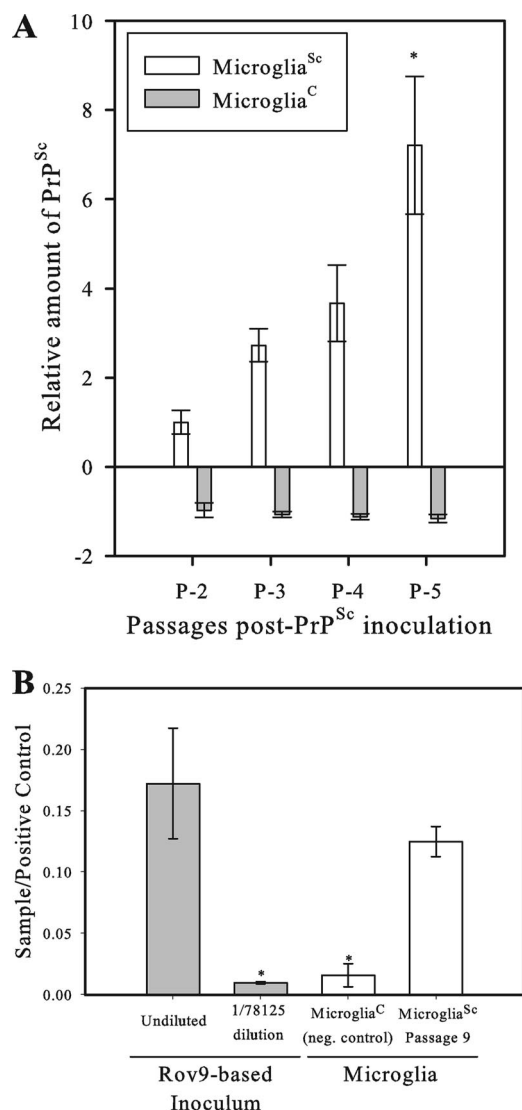 A
10
8
6
4
2
0
-2
Relative amount of PrP^Sc
Microglia^Sc
Microglia^C
*
P-2 P-3 P-4 P-5
Passages post-PrP^Sc inoculation
B
0.25
0.20
0.15
0.10
0.05
0.00
Sample/Positive Control
* *
Undiluted
1/78125
dilution
Microglia^C
(neg. control)
Microglia^Sc
Passage 9
Rov9-based
Inoculum
Microglia